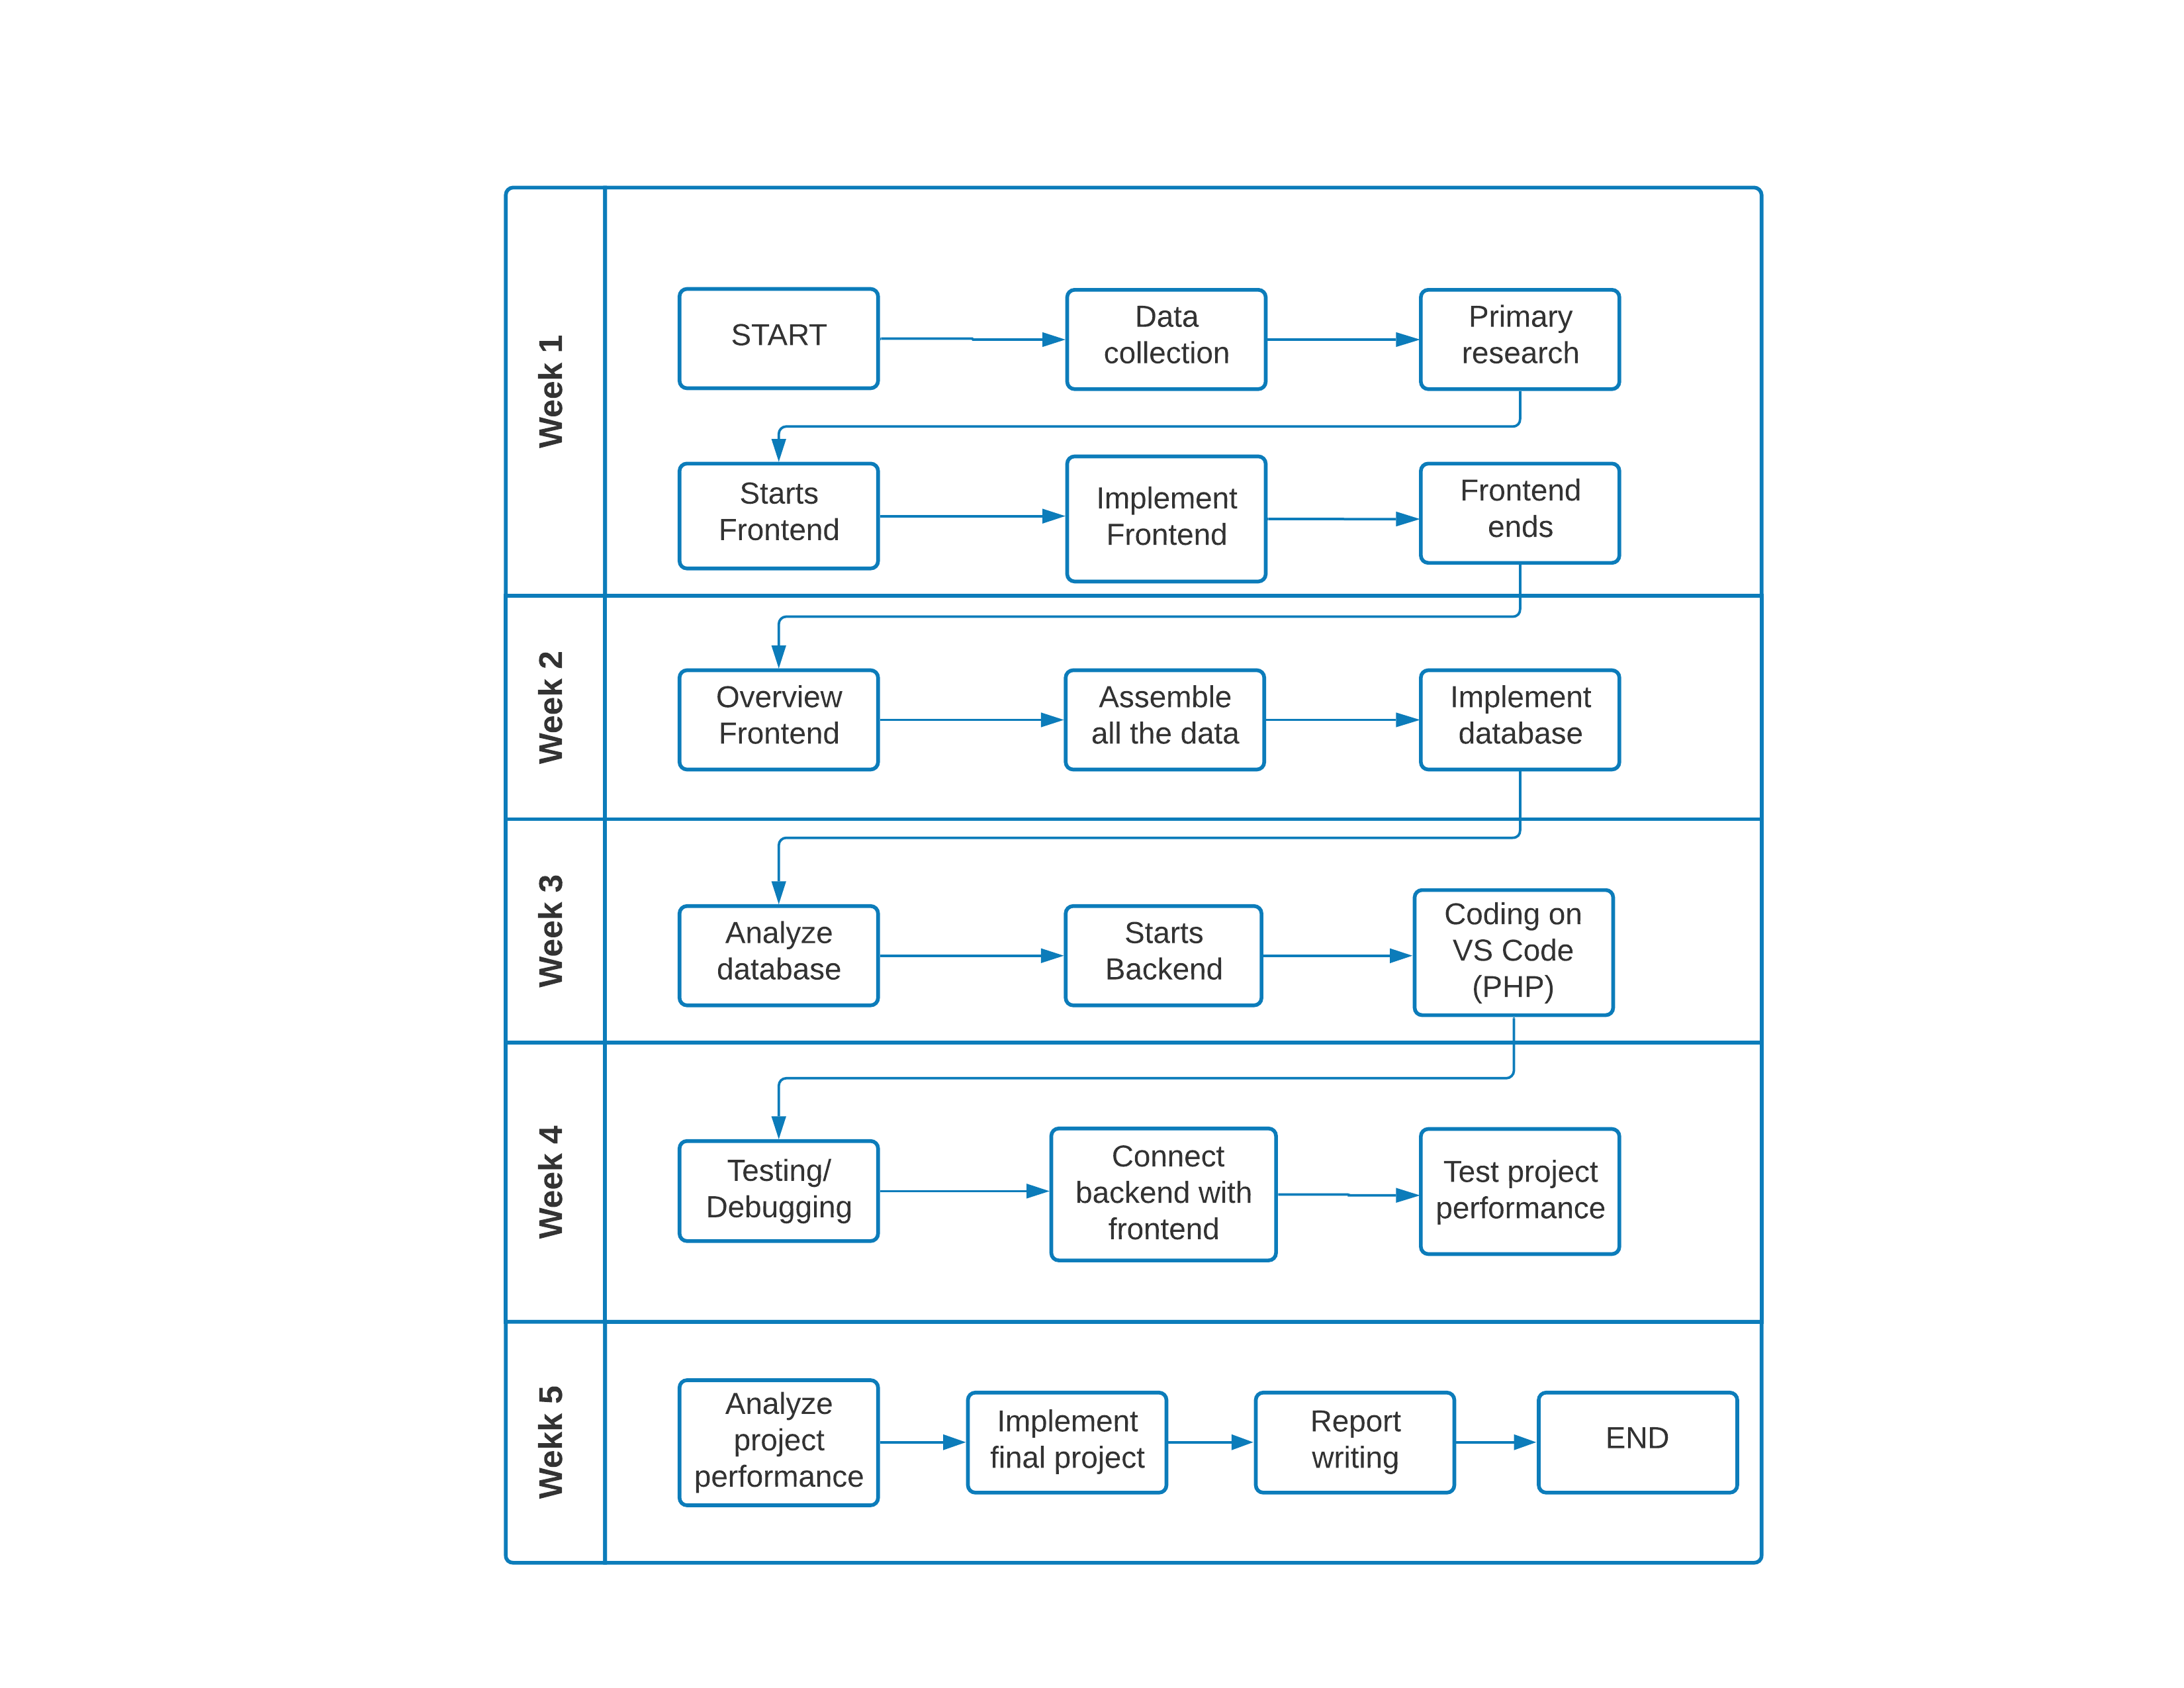 Week 1
START
Data
collection
Primary
research
Starts
Frontend
Implement
Frontend
Frontend
ends
Week 2
Overview
Frontend
Assemble
all the data
Implement
database
Week 3
Analyze
database
Starts
Backend
Coding on
VS Code
(PHP)
Week 4
Testing/
Debugging
Connect
backend with
frontend
Test project
performance
Wekk 5
Analyze
project
performance
Implement
final project
Report
writing
END